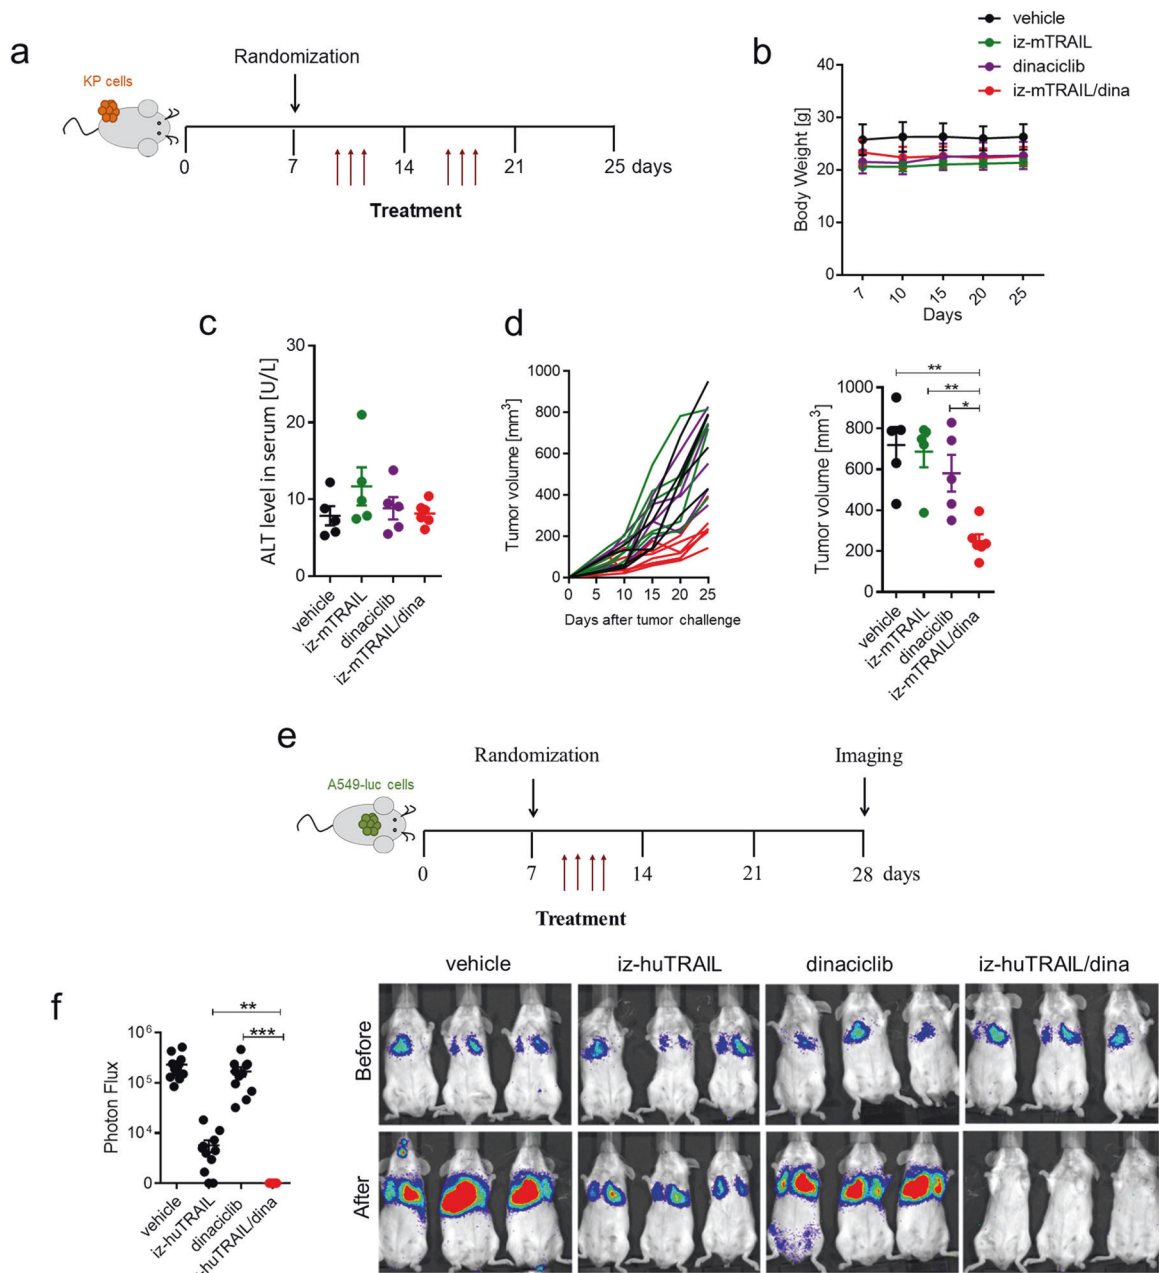 a
KP cells
Randomization
0 7 14 21 25 days
Treatment
b
vehicle
iz-mTRAIL
dinaciclib
iz-mTRAIL/dina
Body Weight [g]
40
30
20
10
0
7 10 15 20 25
Days
c
ALT level in serum [U/L]
30
20
10
0
vehicle
iz-mTRAIL
dinaciclib
iz-mTRAIL/dina
d
Tumor volume [mm3]
1000
800
600
400
200
0
0 5 10 15 20 25
Days after tumor challenge
**
**
*
Tumor volume [mm3]
1000
800
600
400
200
0
vehicle
iz-mTRAIL
dinaciclib
iz-mTRAIL/dina
e
A549-luc cells
Randomization
Imaging
0 7 14 21 28 days
Treatment
f
**
***
Photon Flux
10^6
10^5
10^4
0
vehicle
iz-huTRAIL
dinaciclib
-huTRAIL/dina
vehicle iz-huTRAIL dinaciclib iz-huTRAIL/dina
Before
After